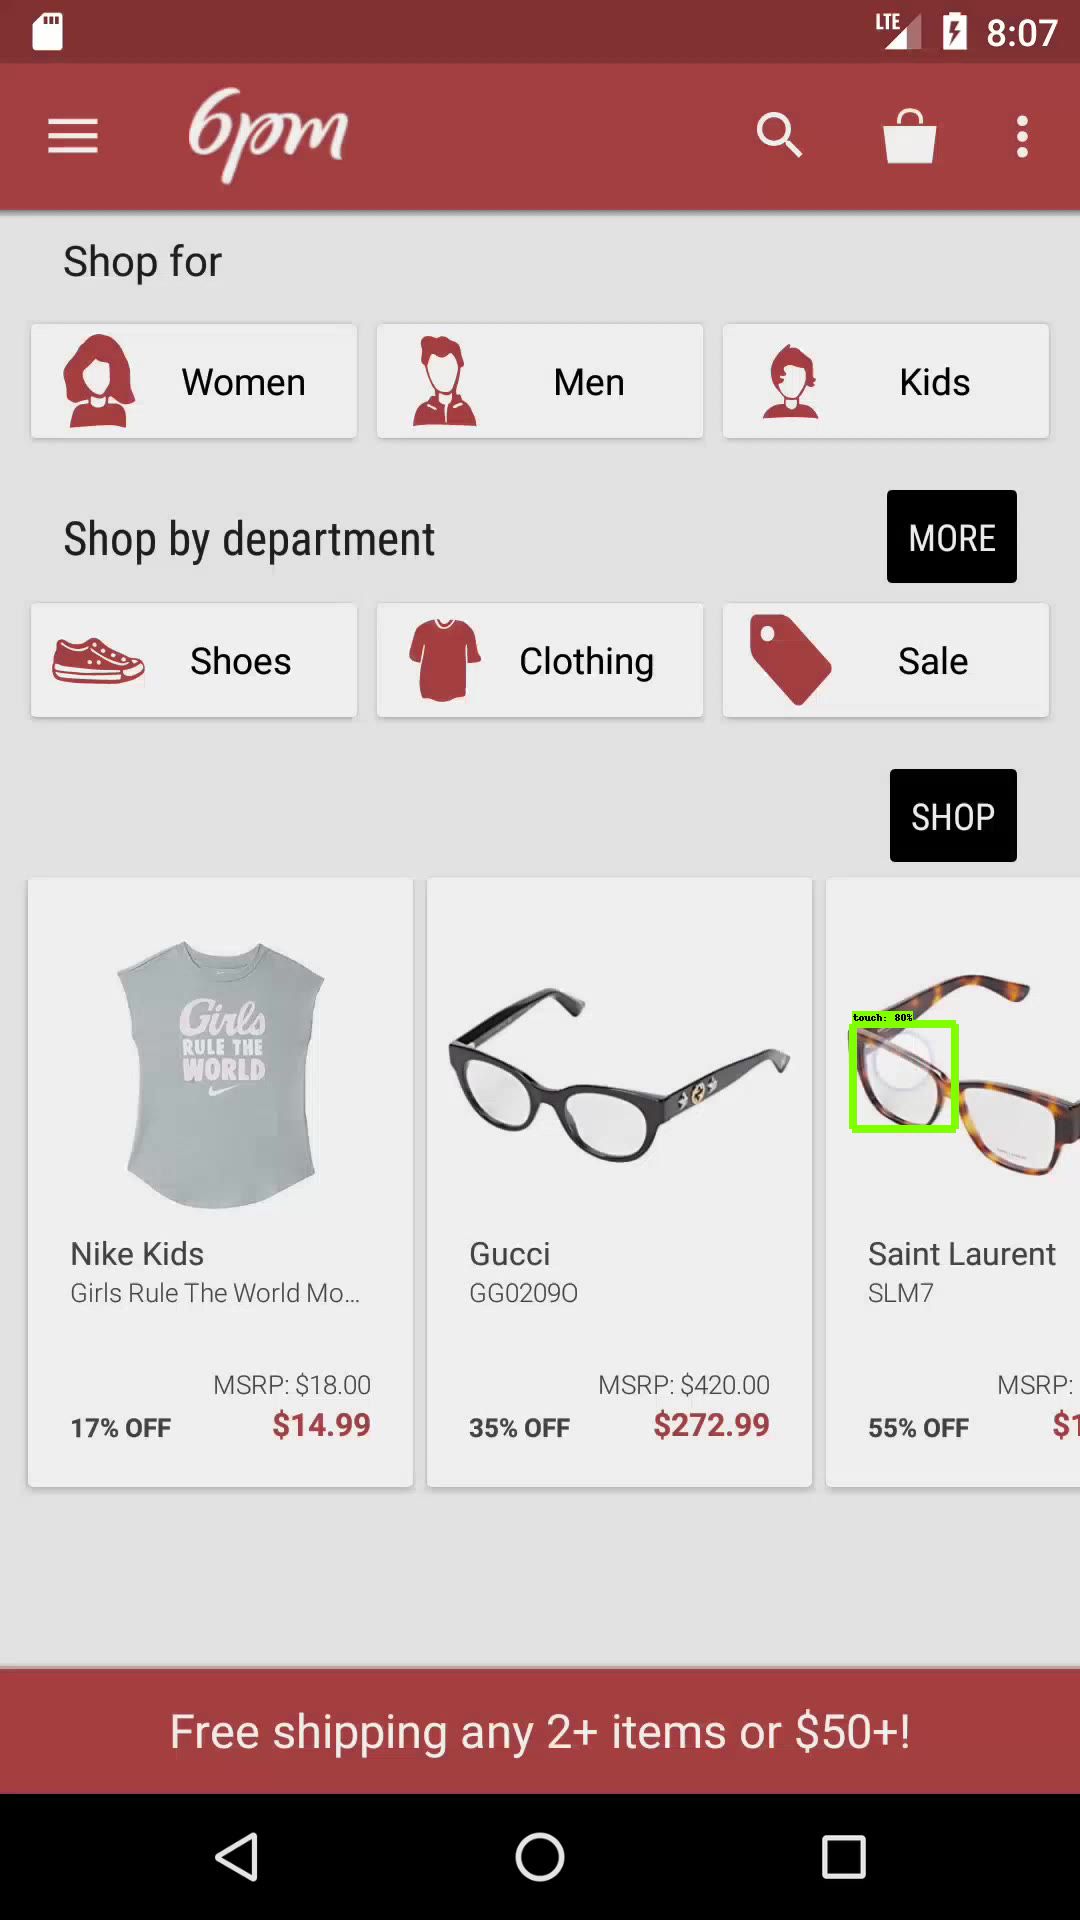 LTE 8:07
6pm
Shop for
Women Men Kids
Shop by department MORE
Shoes Clothing Sale
SHOP
Girls
RULE THE
WORLD
touch: 80%
Nike Kids Gucci Saint Laurent
Girls Rule The World Mo... GG0209O SLM7
MSRP: $18.00 MSRP: $420.00 MSRP:
17% OFF $14.99 35% OFF $272.99 55% OFF $1
Free shipping any 2+ items or $50+!